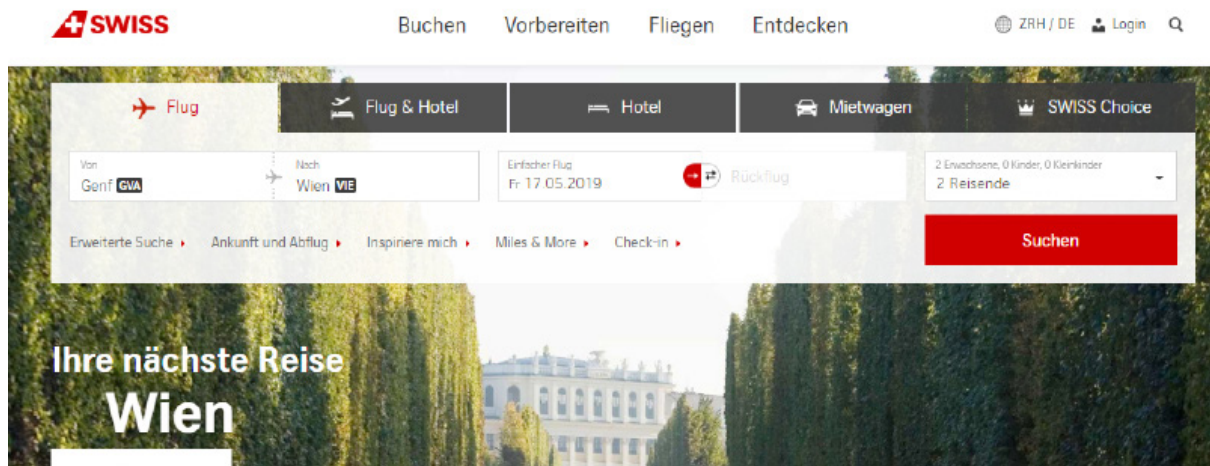 SWISS
Buchen Vorbereiten Fliegen Entdecken ZRH / DE Login
Flug Flug & Hotel Hotel Mietwagen SWISS Choice
Von Nach Einfacher Flug 2 Erwachsene, 0 Kinder, 0 Kleinkinder
Genf GVA Wien VIE Fr 17.05.2019 Rückflug 2 Reisende
Erweiterte Suche Ankunft und Abflug Inspiriere mich Miles & More Check-in Suchen
Ihre nächste Reise
Wien